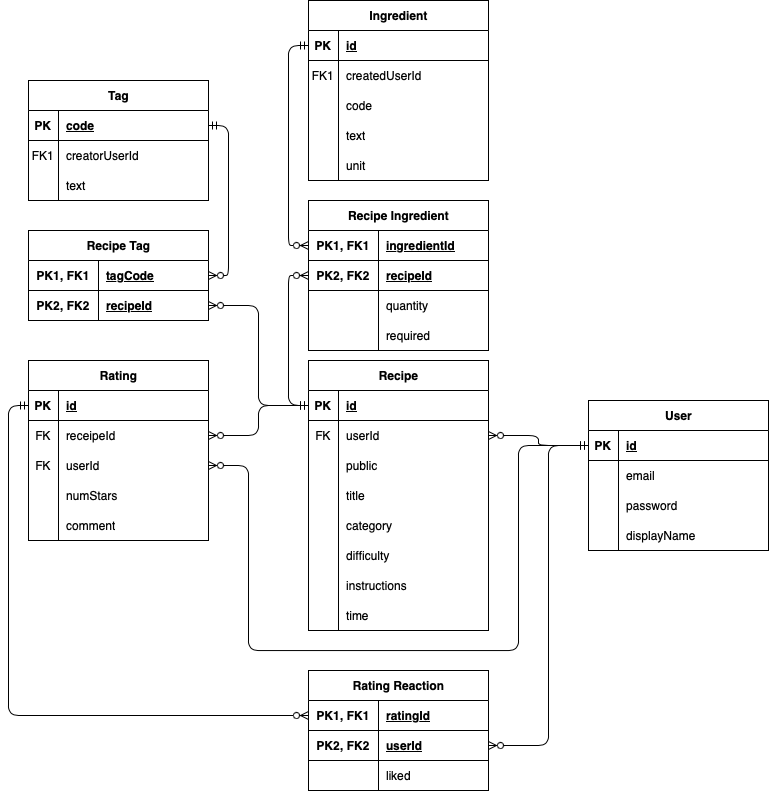 Ingredient
PK id
FK1 createdUserId
code
text
unit
Tag
PK code
FK1 creatorUserId
text
Recipe Ingredient
PK1, FK1 ingredientId
PK2, FK2 recipeId
quantity
required
Recipe Tag
PK1, FK1 tagCode
PK2, FK2 recipeId
Rating
PK id
FK receipeId
FK userId
numStars
comment
Recipe
PK id
FK userId
public
title
category
difficulty
instructions
time
User
PK id
email
password
displayName
Rating Reaction
PK1, FK1 ratingId
PK2, FK2 userId
liked